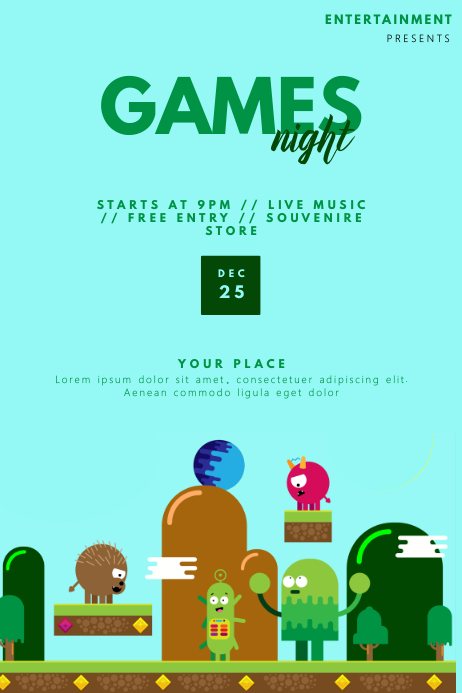 ENTERTAINMENT
PRESENTS
GAMES
night
STARTS AT 9PM // LIVE MUSIC
// FREE ENTRY // SOUVENIRE
STORE
DEC
25
YOUR PLACE
Lorem ipsum dolor sit amet, consectetuer adipiscing elit.
Aenean commodo ligula eget dolor